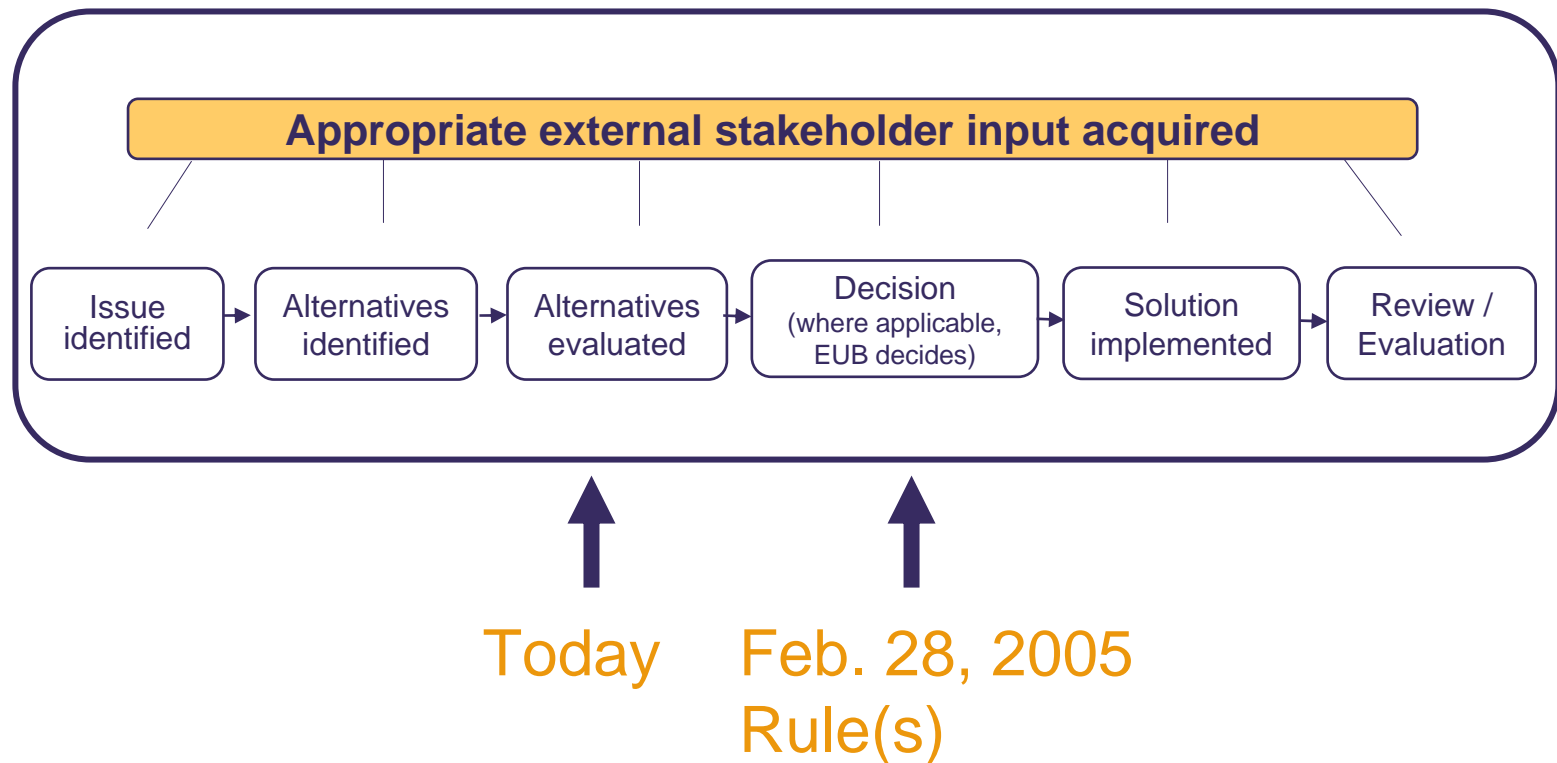 Appropriate external stakeholder input acquired
Issue
identified
Alternatives
identified
Alternatives
evaluated
Decision
(where applicable,
EUB decides)
Solution
implemented
Review /
Evaluation
Today
Feb. 28, 2005
Rule(s)